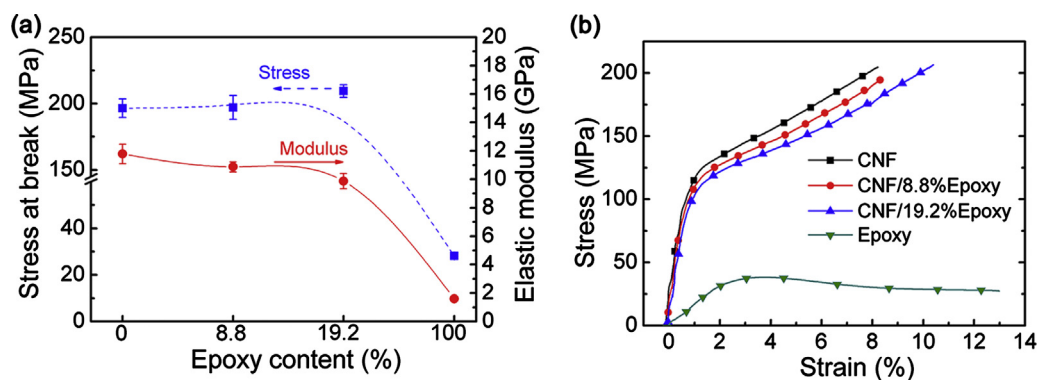 (a)
Stress at break (MPa)
250
200
150
40
20
0
Stress
Modulus
0
8.8
19.2
100
Epoxy content (%)
20
18
16
14
12
10
8
6
4
2
0
Elastic modulus (GPa)
(b)
Stress (MPa)
200
150
100
50
0
CNF
CNF/8.8%Epoxy
CNF/19.2%Epoxy
Epoxy
0 2 4 6 8 10 12 14
Strain (%)